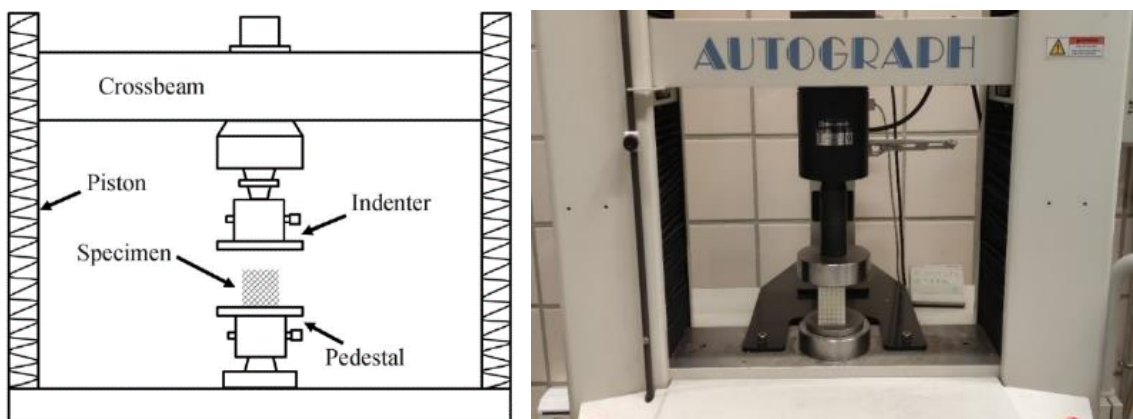 Crossbeam
Piston
Indenter
Specimen
Pedestal
AUTOGRAPH